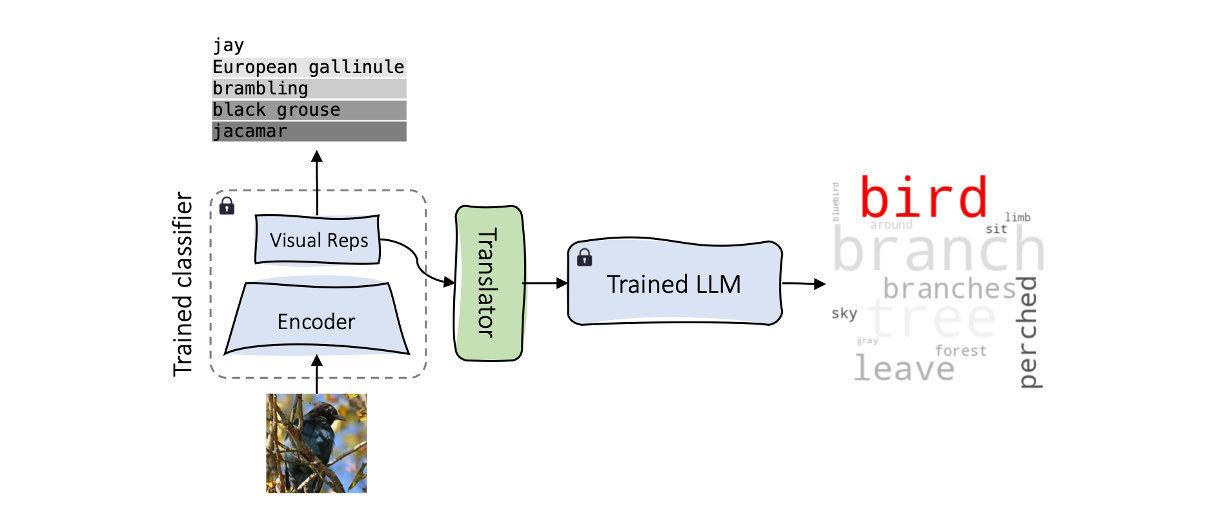 jay
European gallinule
brambling
black grouse
jacamar
Trained classifier
Visual Reps
Encoder
Translator
Trained LLM
bluebird
bird
limb
around
sit
branch
branches
perched
sky
tree
gray
forest
leave